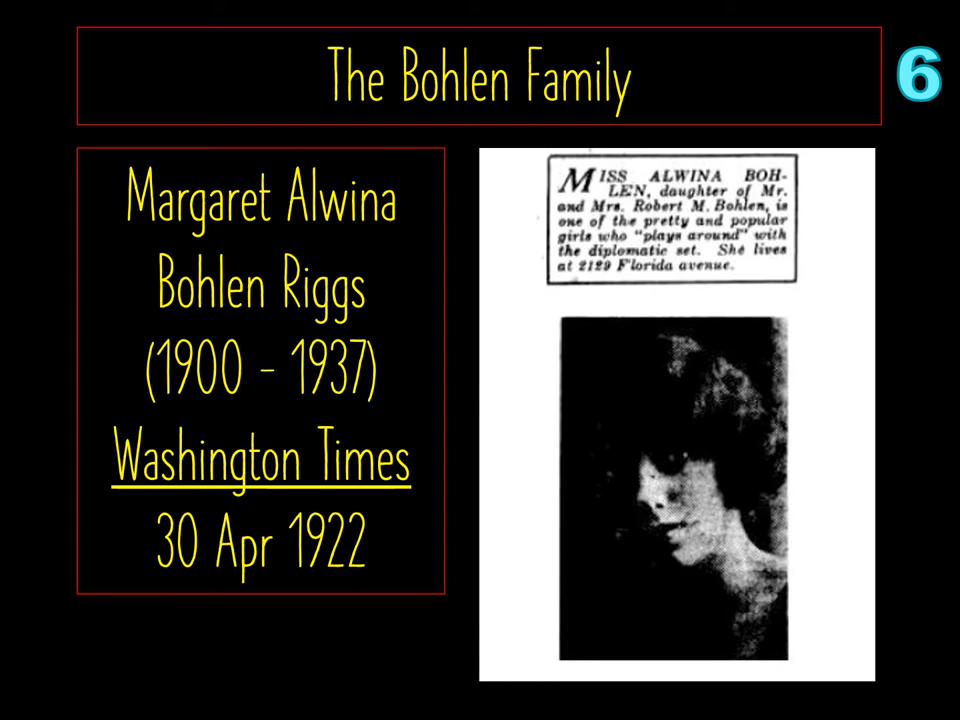 The Bohlen Family
6
Margaret Alwina
Bohlen Riggs
(1900 - 1937)
Washington Times
30 Apr 1922
MISS ALWINA BOH-
LEN, daughter of Mr.
and Mrs. Robert M. Bohlen, is
one of the pretty and popular
girls who "plays around" with
the diplomatic set. She lives
at 2129 Florida avenue.